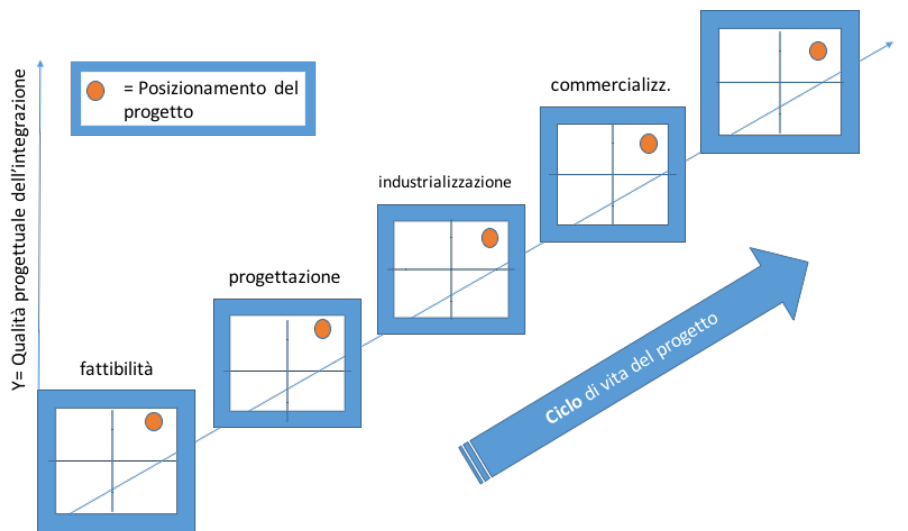 commercializz.
= Posizionamento del
progetto
industrializzazione
progettazione
fattibilità
Y= Qualità progettuale dell'integrazione
Ciclo di vita del progetto